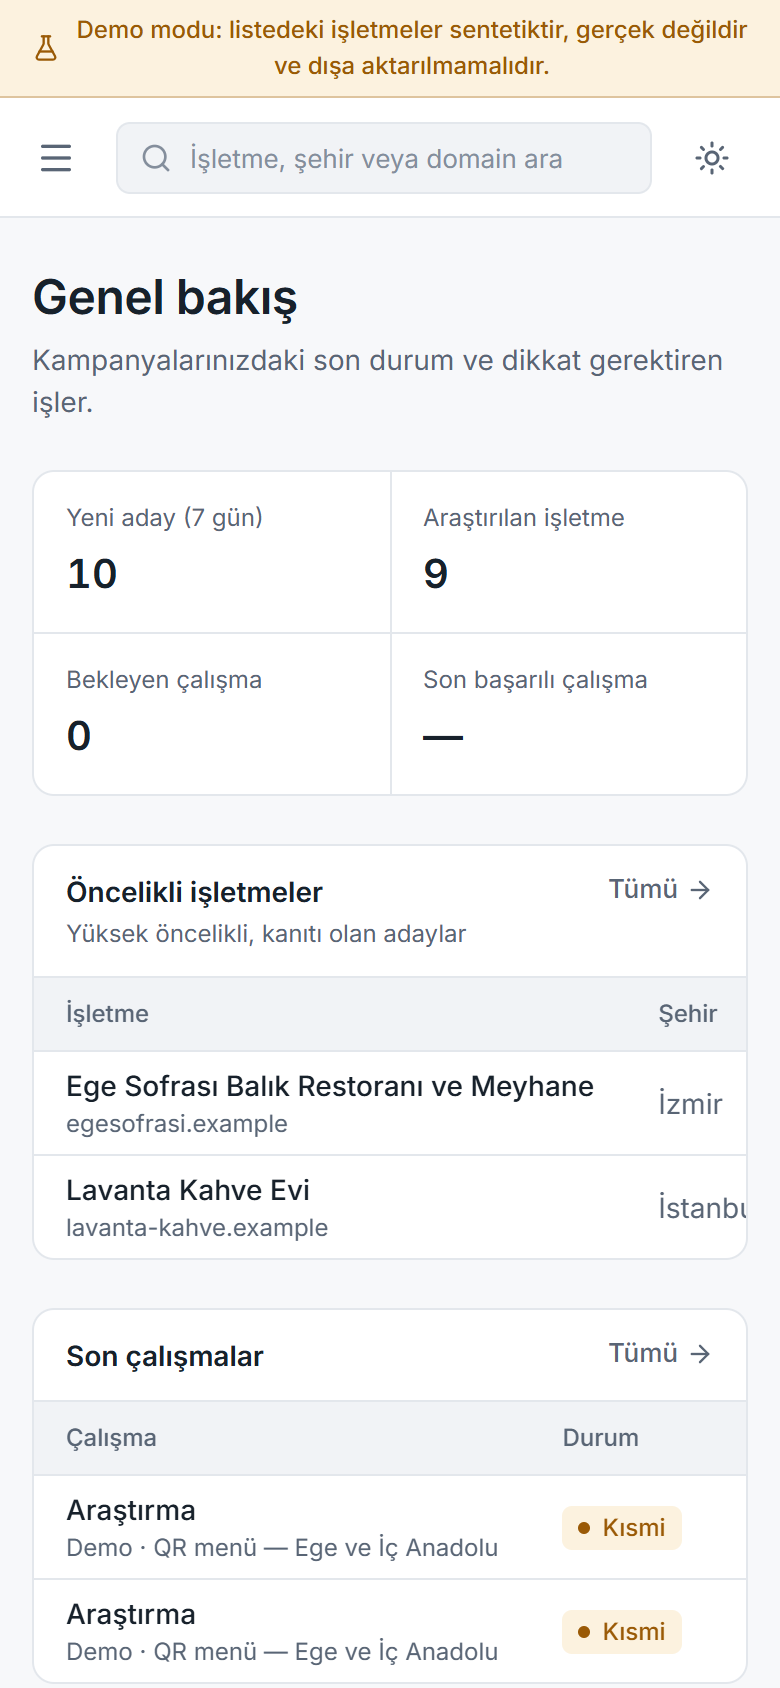 Demo modu: listedeki işletmeler sentetiktir, gerçek değildir
ve dışa aktarılmamalıdır.
İşletme, şehir veya domain ara
Genel bakış
Kampanyalarınızdaki son durum ve dikkat gerektiren
işler.
Yeni aday (7 gün)
10
Araştırılan işletme
9
Bekleyen çalışma
0
Son başarılı çalışma
—
Öncelikli işletmeler
Tümü →
Yüksek öncelikli, kanıtı olan adaylar
İşletme Şehir
Ege Sofrası Balık Restoranı ve Meyhane
egesofrasi.example
İzmir
Lavanta Kahve Evi
lavanta-kahve.example
Son çalışmalar
Tümü →
Çalışma Durum
Araştırma
Demo · QR menü — Ege ve İç Anadolu
Kısmi
Araştırma
Demo · QR menü — Ege ve İç Anadolu
Kısmi